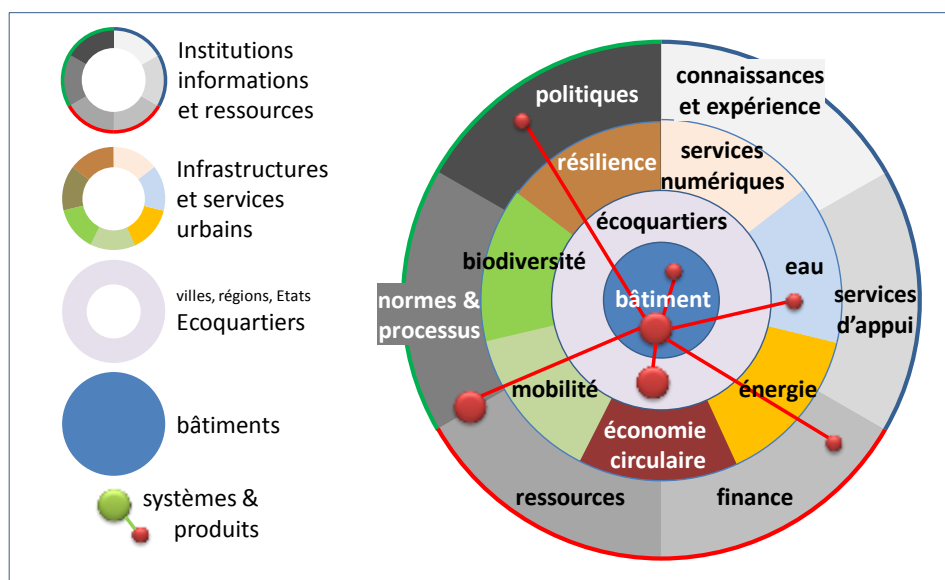 Institutions
informations
et ressources
Infrastructures
et services
urbains
villes, régions, Etats
Ecoquartiers
bâtiments
systèmes &
produits
politiques
connaissances
et expérience
résilience
services
numériques
écoquartiers
biodiversité
eau
bâtiment
normes &
processus
services
d'appui
mobilité
énergie
économie
circulaire
ressources
finance